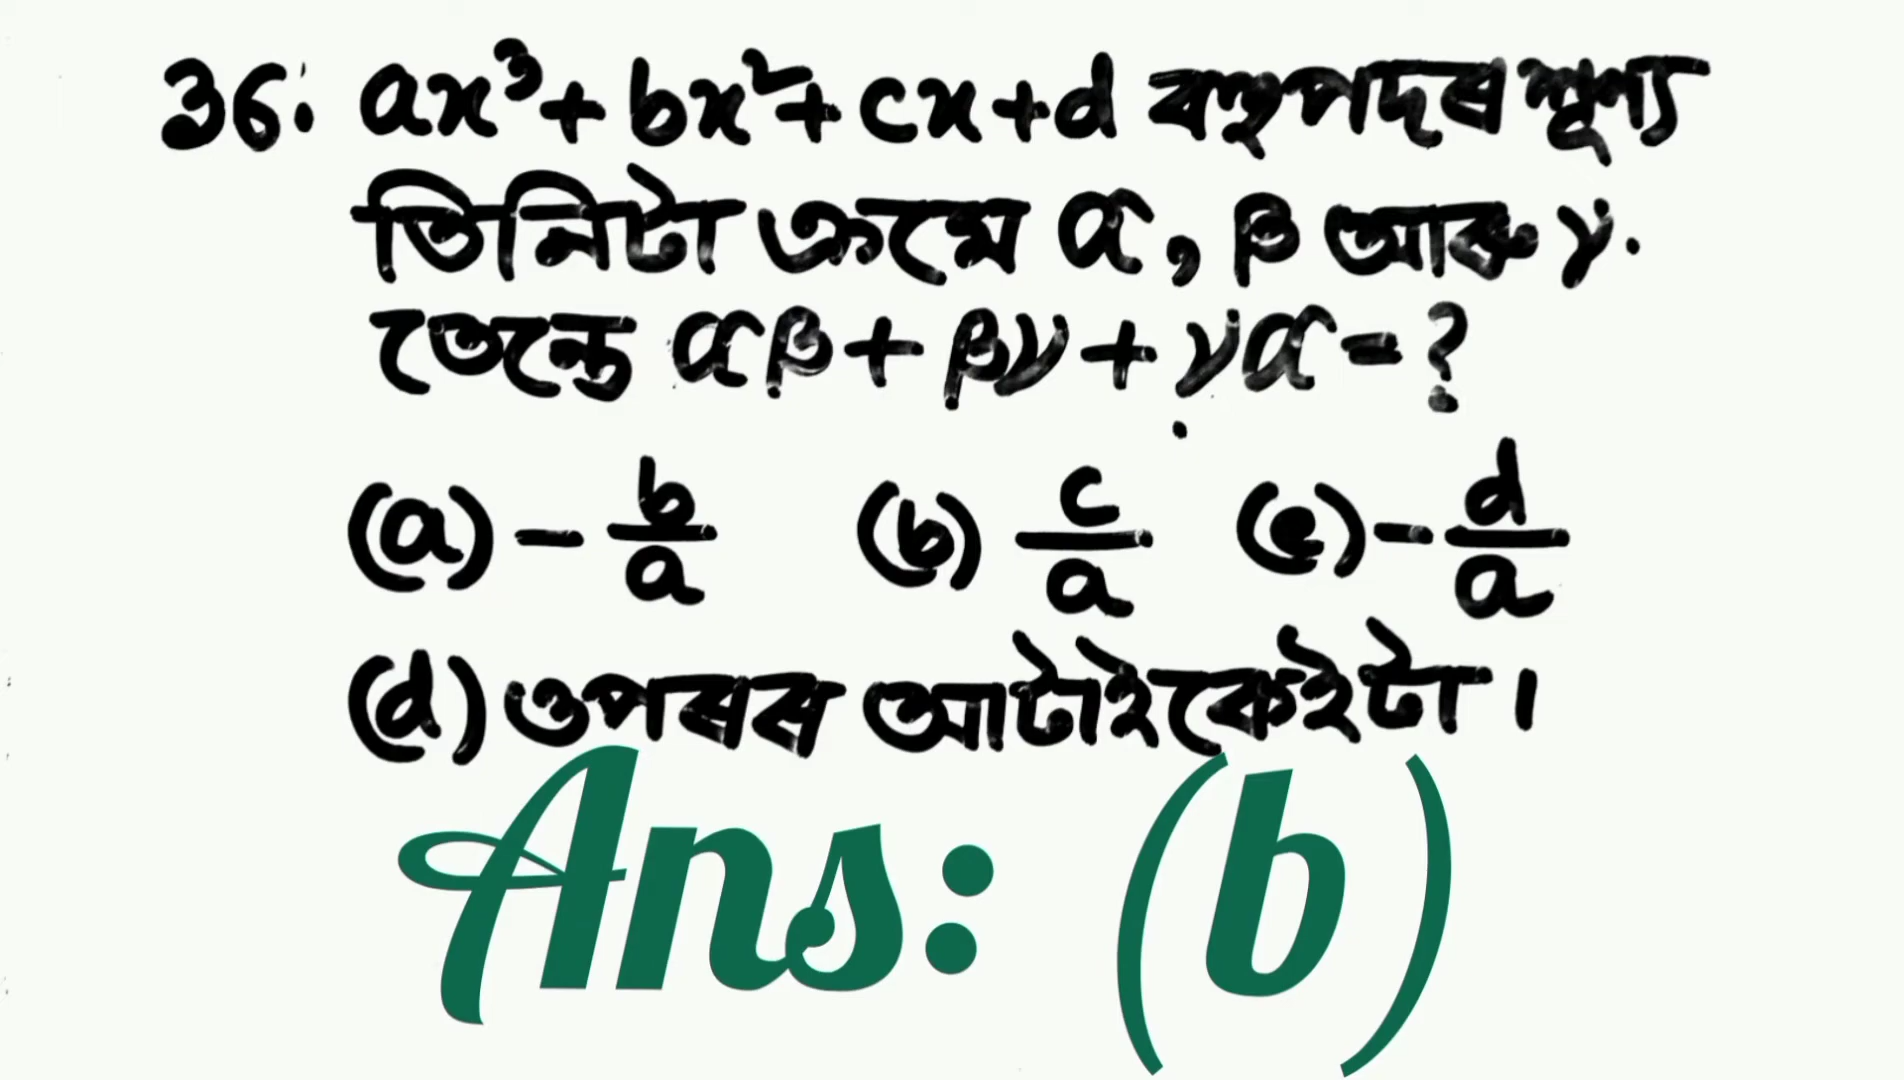 36. ax³ + bx² + cx + d বহুপদৰ শূণ্য
তিনিটা ক্ৰমে α, β আৰু γ.
তেন্তে αβ + βγ + γα = ?
(a) - b/a (b) c/a (c) - d/a
(d) ওপৰৰ আটাইকেইটা ।
Ans: (b)